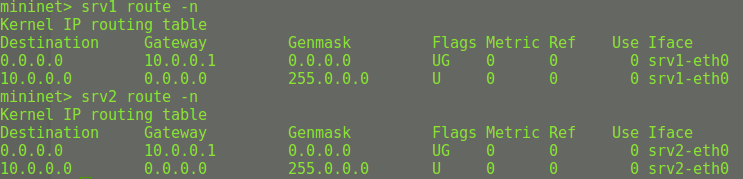 mininet> srv1 route -n
Kernel IP routing table
Destination     Gateway         Genmask         Flags Metric Ref    Use Iface
0.0.0.0         10.0.0.1        0.0.0.0         UG    0      0        0 srv1-eth0
10.0.0.0        0.0.0.0         255.0.0.0       U     0      0        0 srv1-eth0
mininet> srv2 route -n
Kernel IP routing table
Destination     Gateway         Genmask         Flags Metric Ref    Use Iface
0.0.0.0         10.0.0.1        0.0.0.0         UG    0      0        0 srv2-eth0
10.0.0.0        0.0.0.0         255.0.0.0       U     0      0        0 srv2-eth0